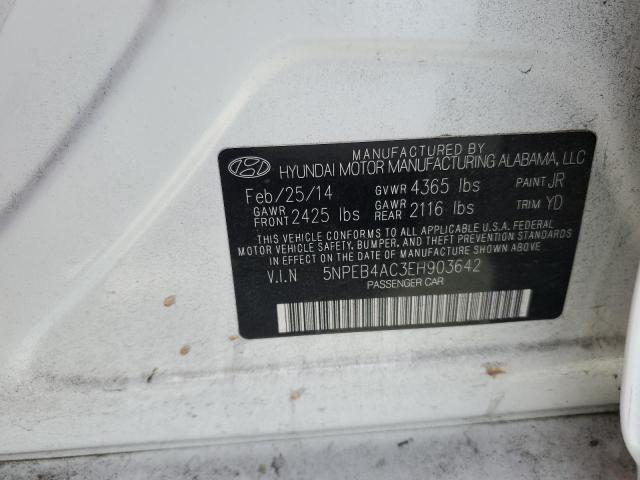 MANUFACTURED BY
HYUNDAI MOTOR MANUFACTURING ALABAMA, LLC
Feb/25/14 GVWR 4365 lbs PAINT JR
GAWR FRONT 2425 lbs GAWR REAR 2116 lbs TRIM YD
THIS VEHICLE CONFORMS TO ALL APPLICABLE U.S.A. FEDERAL
MOTOR VEHICLE SAFETY, BUMPER, AND THEFT PREVENTION STANDARDS
IN EFFECT ON THE DATE OF MANUFACTURE SHOWN ABOVE.
V.I.N 5NPEB4AC3EH903642
PASSENGER CAR